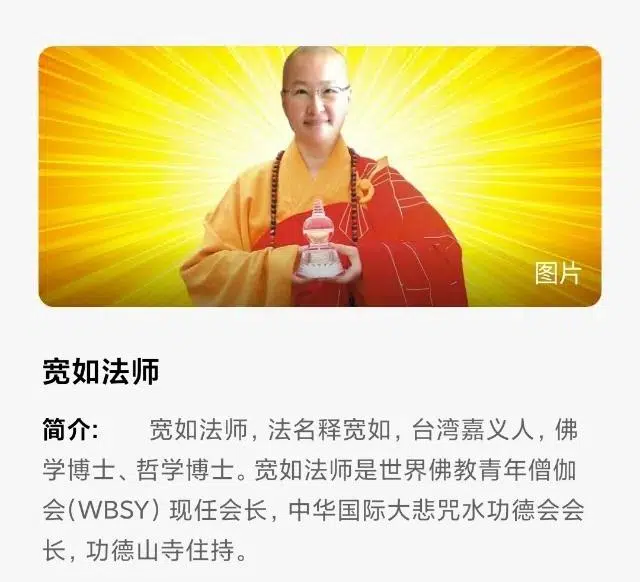 图片
宽如法师
简介: 宽如法师, 法名释宽如, 台湾嘉义人, 佛
学博士、哲学博士。宽如法师是世界佛教青年僧伽
会(WBSY) 现任会长, 中华国际大悲咒水功德会会
长, 功德山寺住持。